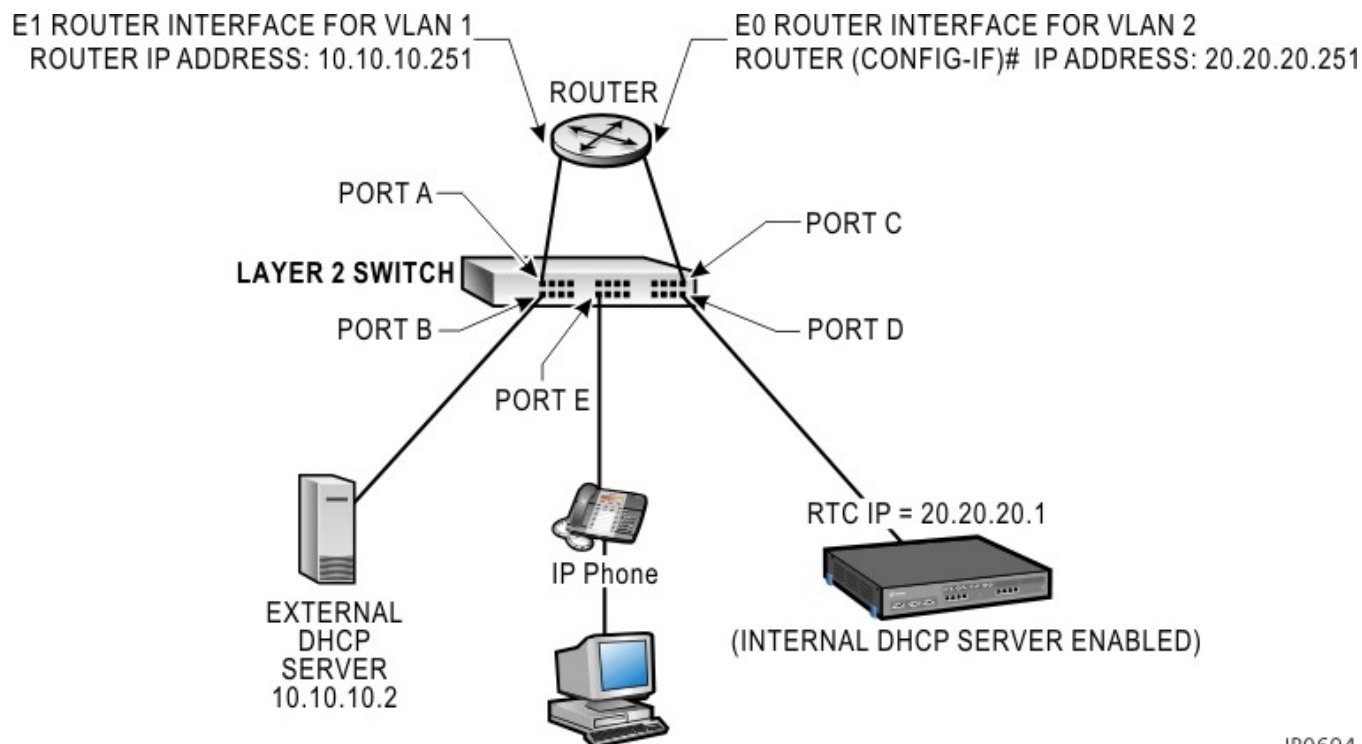 E1 ROUTER INTERFACE FOR VLAN 1
ROUTER IP ADDRESS: 10.10.10.251
E0 ROUTER INTERFACE FOR VLAN 2
ROUTER (CONFIG-IF)# IP ADDRESS: 20.20.20.251
ROUTER
PORT A
PORT C
LAYER 2 SWITCH
PORT B
PORT D
PORT E
RTC IP = 20.20.20.1
IP Phone
EXTERNAL
DHCP
SERVER
10.10.10.2
(INTERNAL DHCP SERVER ENABLED)